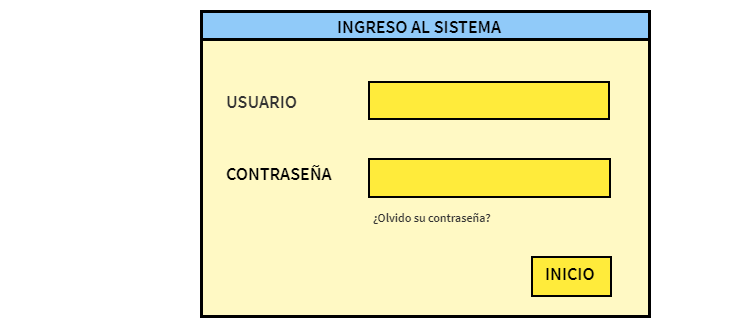 INGRESO AL SISTEMA
USUARIO
CONTRASEÑA
¿Olvido su contraseña?
INICIO